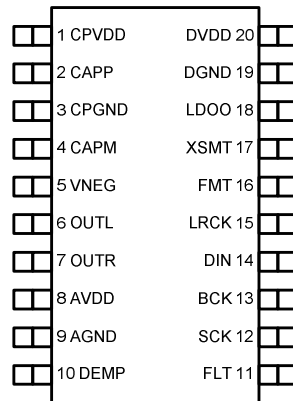 1 CPVDD DVDD 20
2 CAPP DGND 19
3 CPGND LDOO 18
4 CAPM XSMT 17
5 VNEG FMT 16
6 OUTL LRCK 15
7 OUTR DIN 14
8 AVDD BCK 13
9 AGND SCK 12
10 DEMP FLT 11